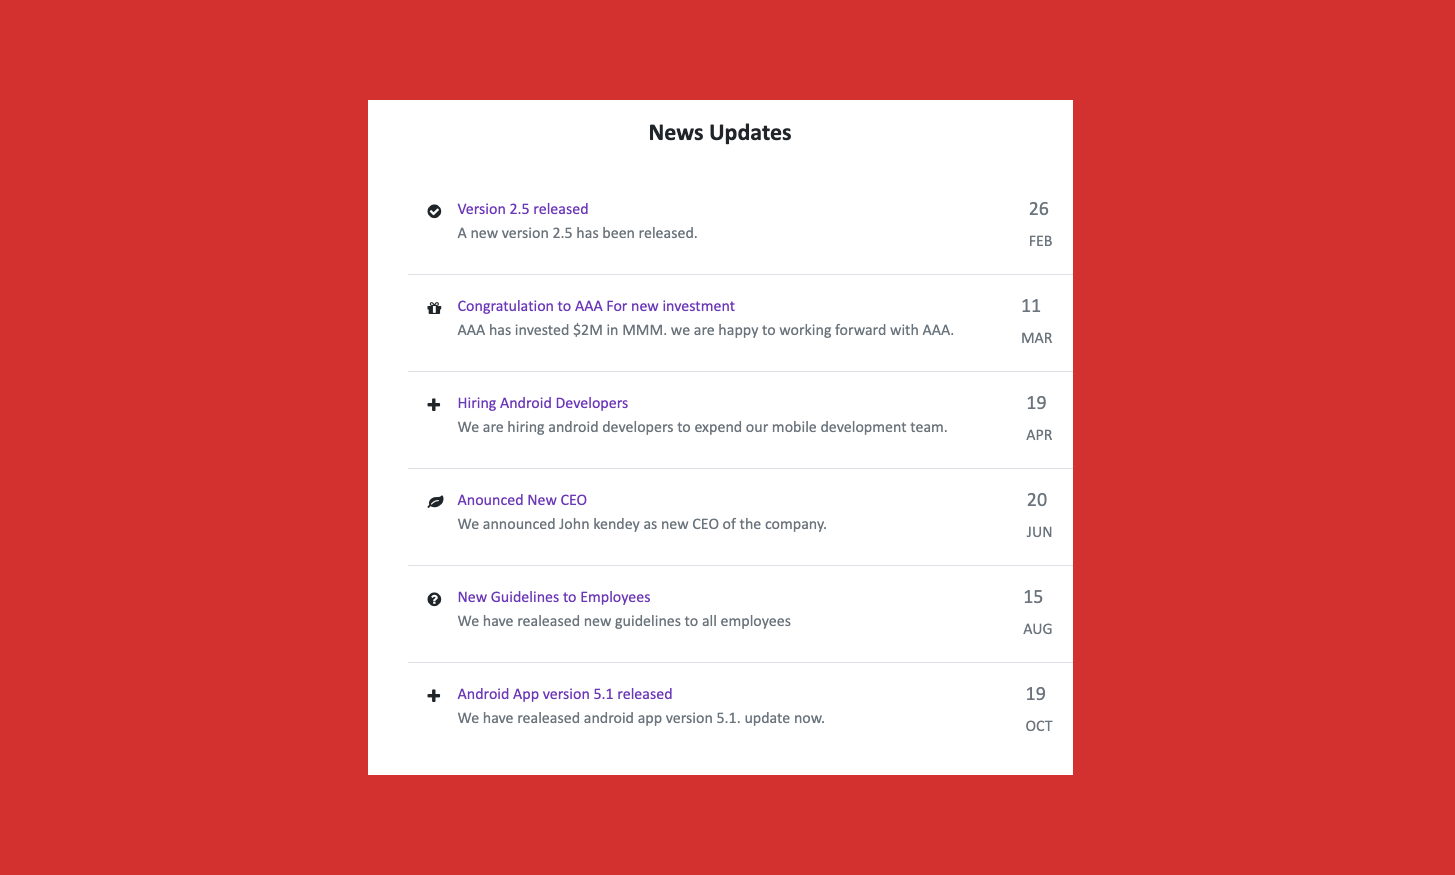 News Updates
Version 2.5 released
26
A new version 2.5 has been released.
FEB
Congratulation to AAA For new investment
11
AAA has invested $2M in MMM. we are happy to working forward with AAA.
MAR
Hiring Android Developers
19
We are hiring android developers to expend our mobile development team.
APR
Anounced New CEO
20
We announced John kendey as new CEO of the company.
JUN
New Guidelines to Employees
15
We have realeased new guidelines to all employees
AUG
Android App version 5.1 released
19
We have realeased android app version 5.1. update now.
OCT